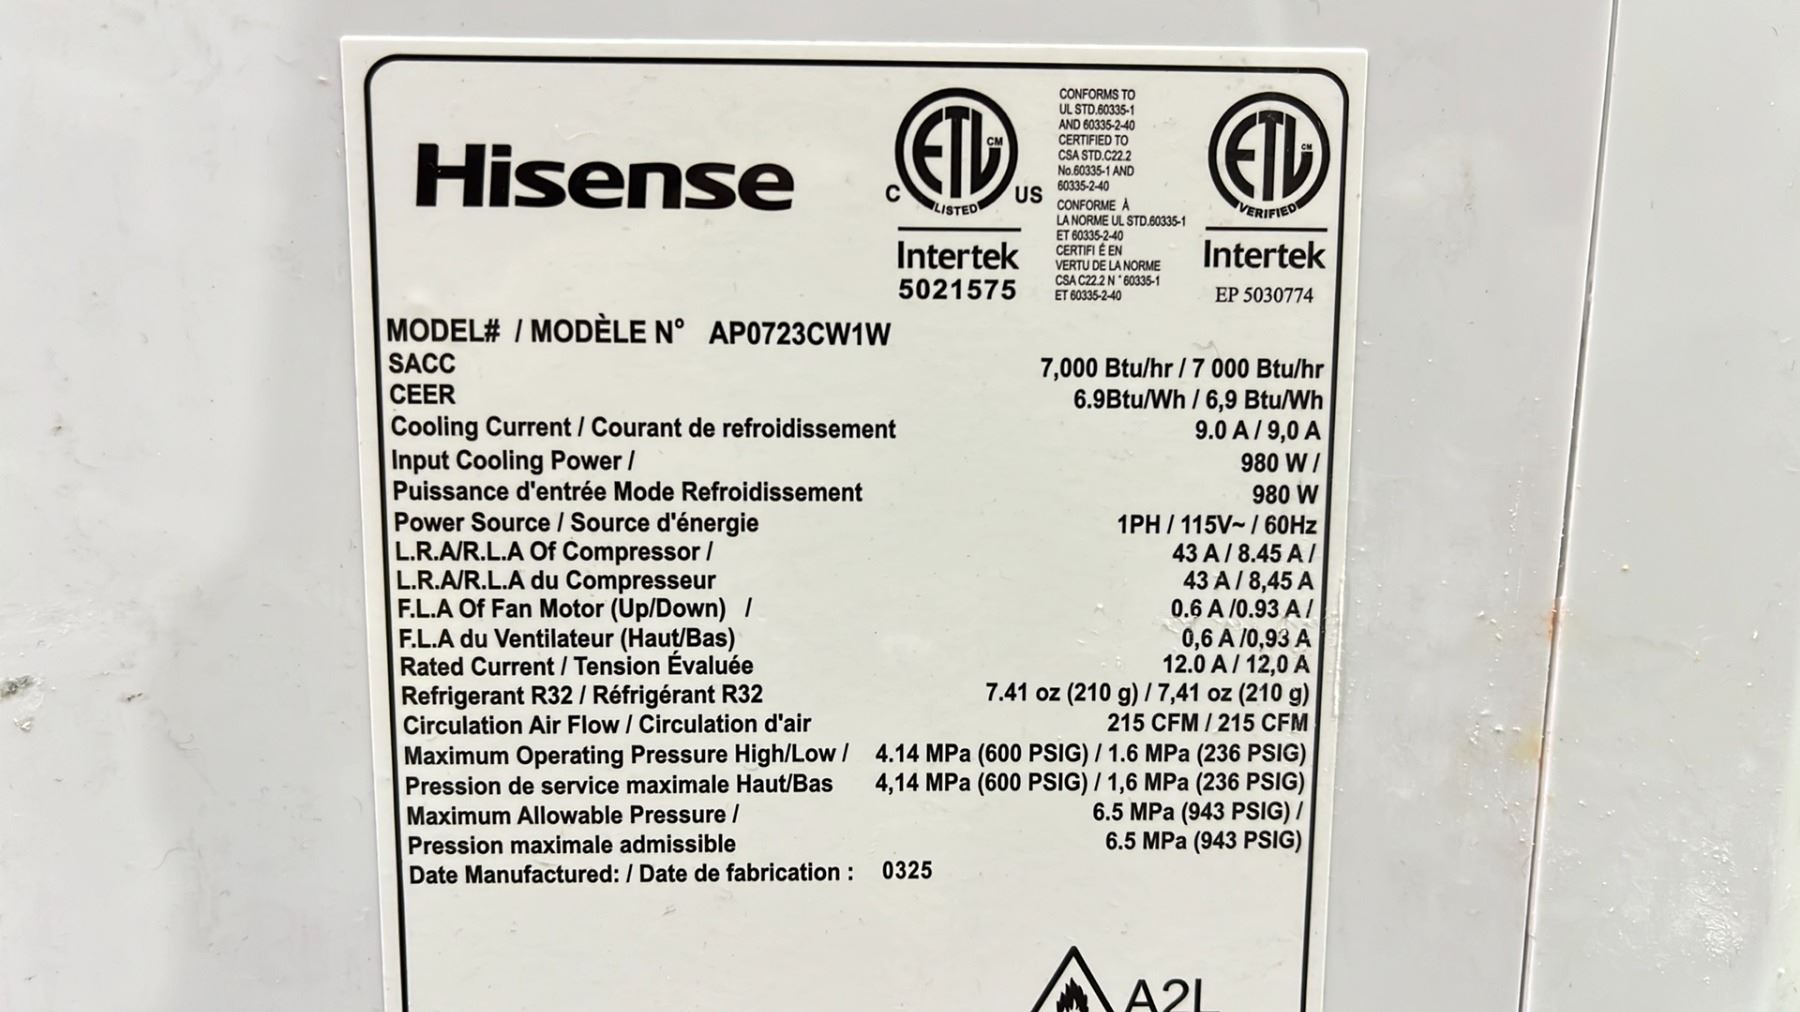 Hisense
ETL CM
C LISTED US
Intertek
5021575
CONFORMS TO
UL STD.60335-1
AND 60335-2-40
CERTIFIED TO
CSA STD.C22.2
No.60335-1 AND
60335-2-40
CONFORME À
LA NORME UL STD.60335-1
ET 60335-2-40
CERTIFI É EN
VERTU DE LA NORME
CSA C22.2 N ° 60335-1
ET 60335-2-40
ETL CM
VERIFIED
Intertek
EP 5030774
MODEL# / MODÈLE N° AP0723CW1W
SACC 7,000 Btu/hr / 7 000 Btu/hr
CEER 6.9Btu/Wh / 6,9 Btu/Wh
Cooling Current / Courant de refroidissement 9.0 A / 9,0 A
Input Cooling Power / 980 W /
Puissance d'entrée Mode Refroidissement 980 W
Power Source / Source d'énergie 1PH / 115V~ / 60Hz
L.R.A/R.L.A Of Compressor / 43 A / 8.45 A /
L.R.A/R.L.A du Compresseur 43 A / 8,45 A
F.L.A Of Fan Motor (Up/Down) / 0.6 A /0.93 A /
F.L.A du Ventilateur (Haut/Bas) 0,6 A /0,93 A
Rated Current / Tension Évaluée 12.0 A / 12,0 A
Refrigerant R32 / Réfrigérant R32 7.41 oz (210 g) / 7,41 oz (210 g)
Circulation Air Flow / Circulation d'air 215 CFM / 215 CFM
Maximum Operating Pressure High/Low / 4.14 MPa (600 PSIG) / 1.6 MPa (236 PSIG)
Pression de service maximale Haut/Bas 4,14 MPa (600 PSIG) / 1,6 MPa (236 PSIG)
Maximum Allowable Pressure / 6.5 MPa (943 PSIG) /
Pression maximale admissible 6.5 MPa (943 PSIG)
Date Manufactured: / Date de fabrication : 0325
A2L